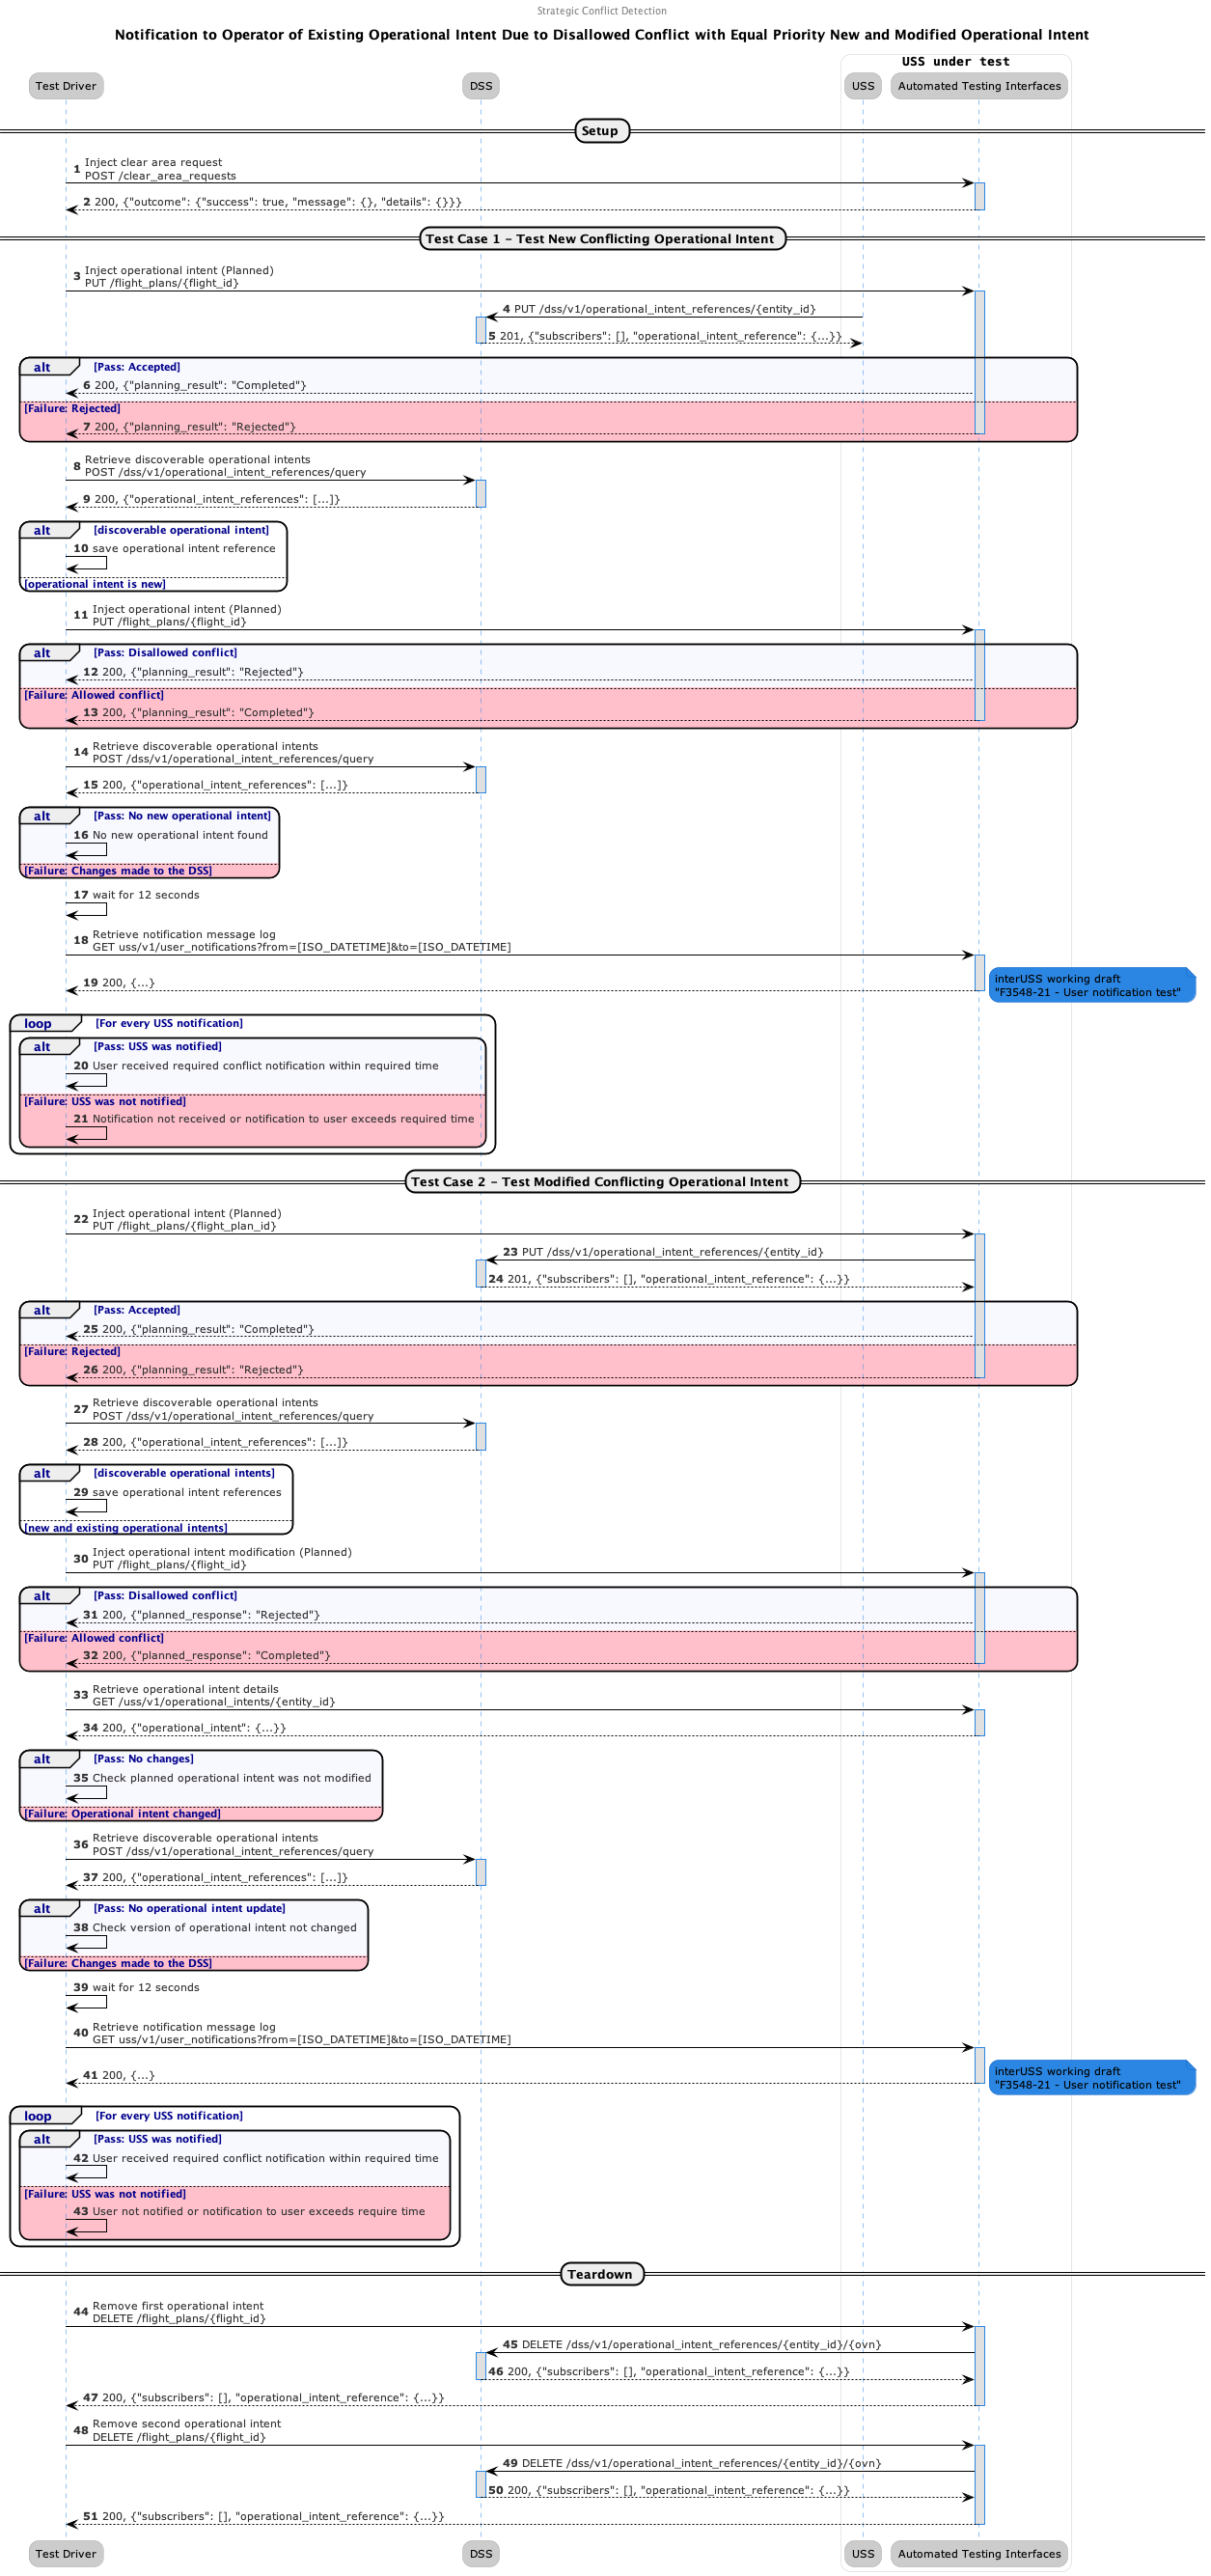 Strategic Conflict Detection
Notification to Operator of Existing Operational Intent Due to Disallowed Conflict with Equal Priority New and Modified Operational Intent
USS under test
Test Driver
DSS
USS
Automated Testing Interfaces
Setup
1 Inject clear area request
POST /clear_area_requests
2 200, {"outcome": {"success": true, "message": {}, "details": {}}}
Test Case 1 – Test New Conflicting Operational Intent
3 Inject operational intent (Planned)
PUT /flight_plans/{flight_id}
4 PUT /dss/v1/operational_intent_references/{entity_id}
5 201, {"subscribers": [], "operational_intent_reference": {...}}
alt [Pass: Accepted]
6 200, {"planning_result": "Completed"}
[Failure: Rejected]
7 200, {"planning_result": "Rejected"}
8 Retrieve discoverable operational intents
POST /dss/v1/operational_intent_references/query
9 200, {"operational_intent_references": [...]}
alt [discoverable operational intent]
10 save operational intent reference
[operational intent is new]
11 Inject operational intent (Planned)
PUT /flight_plans/{flight_id}
alt [Pass: Disallowed conflict]
12 200, {"planning_result": "Rejected"}
[Failure: Allowed conflict]
13 200, {"planning_result": "Completed"}
14 Retrieve discoverable operational intents
POST /dss/v1/operational_intent_references/query
15 200, {"operational_intent_references": [...]}
alt [Pass: No new operational intent]
16 No new operational intent found
[Failure: Changes made to the DSS]
17 wait for 12 seconds
18 Retrieve notification message log
GET uss/v1/user_notifications?from=[ISO_DATETIME]&to=[ISO_DATETIME]
19 200, {...}
interUSS working draft
"F3548-21 - User notification test"
loop [For every USS notification]
alt [Pass: USS was notified]
20 User received required conflict notification within required time
[Failure: USS was not notified]
21 Notification not received or notification to user exceeds required time
Test Case 2 – Test Modified Conflicting Operational Intent
22 Inject operational intent (Planned)
PUT /flight_plans/{flight_plan_id}
23 PUT /dss/v1/operational_intent_references/{entity_id}
24 201, {"subscribers": [], "operational_intent_reference": {...}}
alt [Pass: Accepted]
25 200, {"planning_result": "Completed"}
[Failure: Rejected]
26 200, {"planning_result": "Rejected"}
27 Retrieve discoverable operational intents
POST /dss/v1/operational_intent_references/query
28 200, {"operational_intent_references": [...]}
alt [discoverable operational intents]
29 save operational intent references
[new and existing operational intents]
30 Inject operational intent modification (Planned)
PUT /flight_plans/{flight_id}
alt [Pass: Disallowed conflict]
31 200, {"planned_response": "Rejected"}
[Failure: Allowed conflict]
32 200, {"planned_response": "Completed"}
33 Retrieve operational intent details
GET /uss/v1/operational_intents/{entity_id}
34 200, {"operational_intent": {...}}
alt [Pass: No changes]
35 Check planned operational intent was not modified
[Failure: Operational intent changed]
36 Retrieve discoverable operational intents
POST /dss/v1/operational_intent_references/query
37 200, {"operational_intent_references": [...]}
alt [Pass: No operational intent update]
38 Check version of operational intent not changed
[Failure: Changes made to the DSS]
39 wait for 12 seconds
40 Retrieve notification message log
GET uss/v1/user_notifications?from=[ISO_DATETIME]&to=[ISO_DATETIME]
41 200, {...}
interUSS working draft
"F3548-21 - User notification test"
loop [For every USS notification]
alt [Pass: USS was notified]
42 User received required conflict notification within required time
[Failure: USS was not notified]
43 User not notified or notification to user exceeds require time
Teardown
44 Remove first operational intent
DELETE /flight_plans/{flight_id}
45 DELETE /dss/v1/operational_intent_references/{entity_id}/{ovn}
46 200, {"subscribers": [], "operational_intent_reference": {...}}
47 200, {"subscribers": [], "operational_intent_reference": {...}}
48 Remove second operational intent
DELETE /flight_plans/{flight_id}
49 DELETE /dss/v1/operational_intent_references/{entity_id}/{ovn}
50 200, {"subscribers": [], "operational_intent_reference": {...}}
51 200, {"subscribers": [], "operational_intent_reference": {...}}
Test Driver
DSS
USS
Automated Testing Interfaces